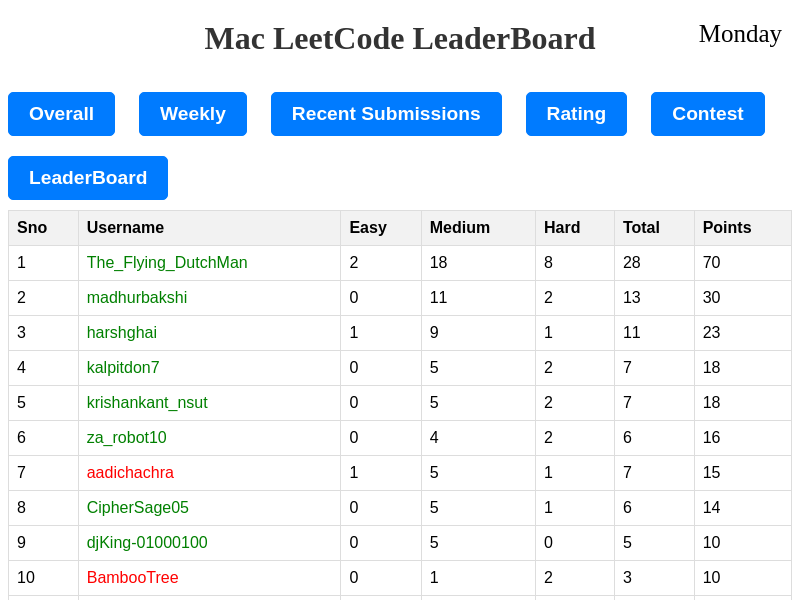 Mac LeetCode LeaderBoard
Monday
Overall Weekly Recent Submissions Rating Contest
LeaderBoard
Sno Username Easy Medium Hard Total Points
1 The_Flying_DutchMan 2 18 8 28 70
2 madhurbakshi 0 11 2 13 30
3 harshghai 1 9 1 11 23
4 kalpitdon7 0 5 2 7 18
5 krishankant_nsut 0 5 2 7 18
6 za_robot10 0 4 2 6 16
7 aadichachra 1 5 1 7 15
8 CipherSage05 0 5 1 6 14
9 djKing-01000100 0 5 0 5 10
10 BambooTree 0 1 2 3 10